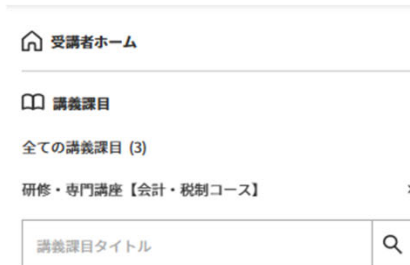 受講者ホーム
講義課目
全ての講義課目 (3)
研修・専門講座【会計・税制コース】
講義課目タイトル